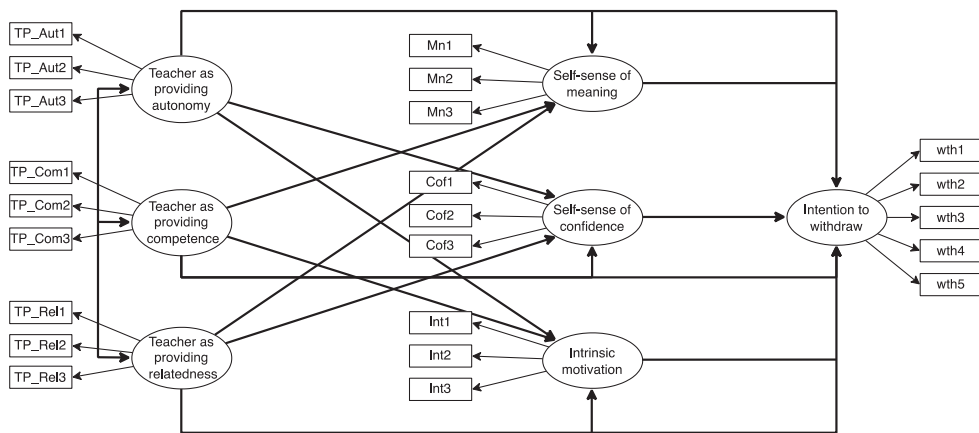 TP_Aut1
TP_Aut2
TP_Aut3
Teacher as
providing
autonomy
Mn1
Mn2
Mn3
Self-sense of
meaning
TP_Com1
TP_Com2
TP_Com3
Teacher as
providing
competence
Cof1
Cof2
Cof3
Self-sense of
confidence
Intention to
withdraw
wth1
wth2
wth3
wth4
wth5
TP_Rel1
TP_Rel2
TP_Rel3
Teacher as
providing
relatedness
Int1
Int2
Int3
Intrinsic
motivation